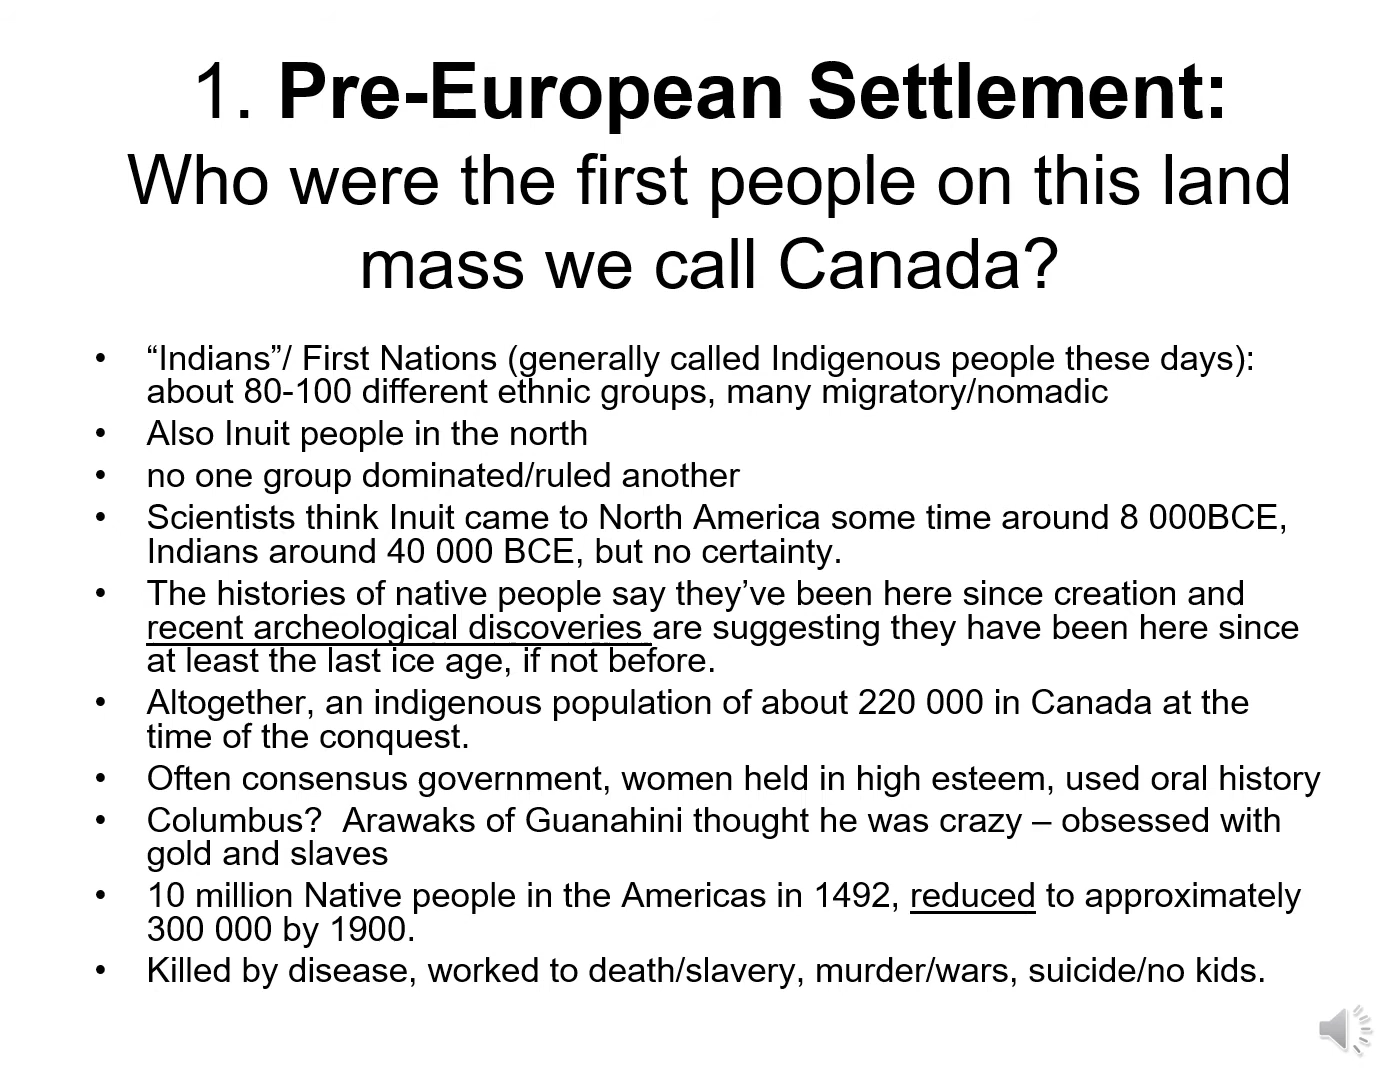 1. Pre-European Settlement:
Who were the first people on this land
mass we call Canada?
• “Indians”/ First Nations (generally called Indigenous people these days):
about 80-100 different ethnic groups, many migratory/nomadic
• Also Inuit people in the north
• no one group dominated/ruled another
• Scientists think Inuit came to North America some time around 8 000BCE,
Indians around 40 000 BCE, but no certainty.
• The histories of native people say they’ve been here since creation and
recent archeological discoveries are suggesting they have been here since
at least the last ice age, if not before.
• Altogether, an indigenous population of about 220 000 in Canada at the
time of the conquest.
• Often consensus government, women held in high esteem, used oral history
• Columbus?  Arawaks of Guanahini thought he was crazy – obsessed with
gold and slaves
• 10 million Native people in the Americas in 1492, reduced to approximately
300 000 by 1900.
• Killed by disease, worked to death/slavery, murder/wars, suicide/no kids.